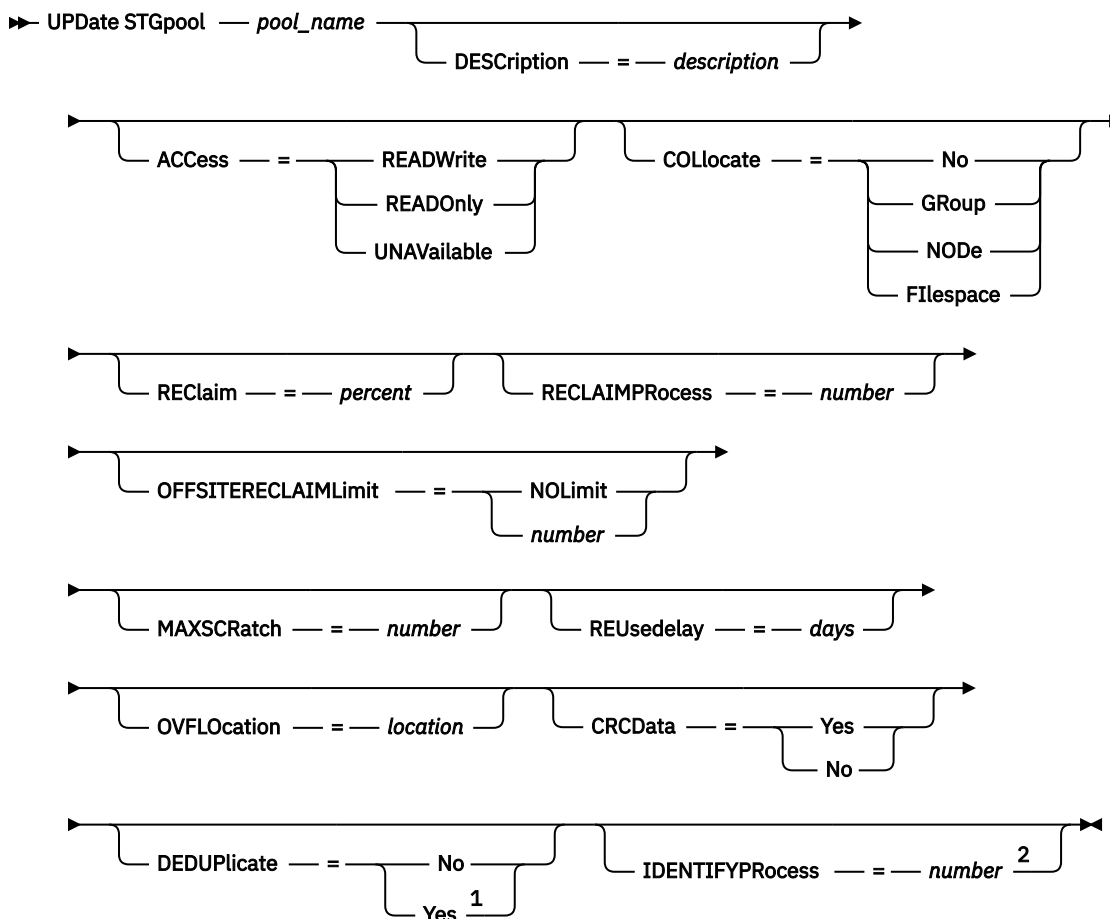 UPDate STGpool pool_name
DESCription = description
ACCess = READWrite
READOnly
UNAVailable
COLlocate = No
GRoup
NODe
FIlespace
REClaim = percent
RECLAIMPRocess = number
OFFSITERECLAIMLimit = NOLimit
number
MAXSCRatch = number
REUsedelay = days
OVFLOcation = location
CRCData = Yes
No
DEDUPlicate = No
Yes 1
IDENTIFYPRocess = number 2